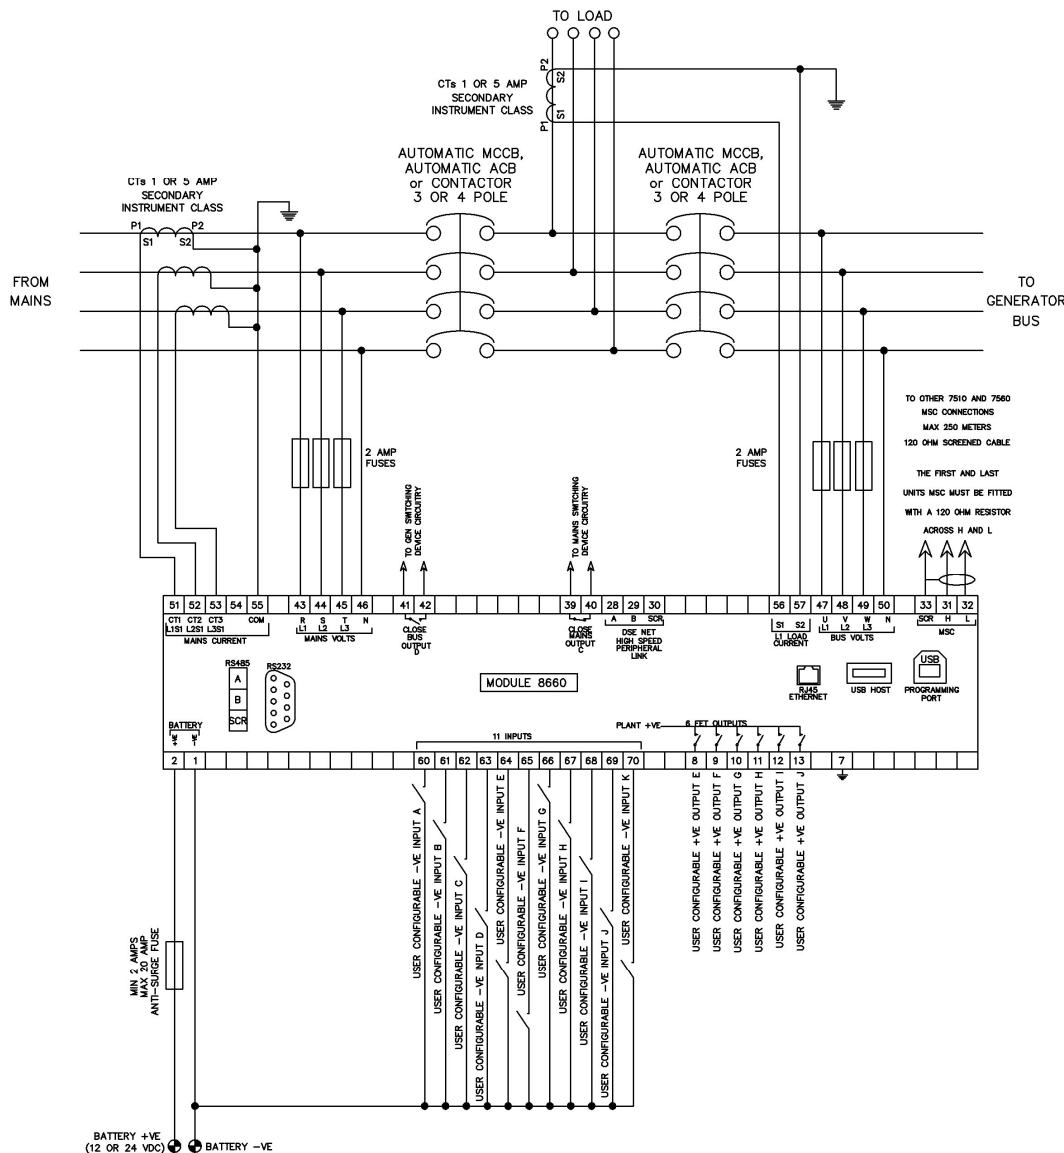 TO LOAD
CTs 1 OR 5 AMP
SECONDARY
INSTRUMENT CLASS
P2
S2
S1
P1
AUTOMATIC MCCB,
AUTOMATIC ACB
or CONTACTOR
3 OR 4 POLE
AUTOMATIC MCCB,
AUTOMATIC ACB
or CONTACTOR
3 OR 4 POLE
CTs 1 OR 5 AMP
SECONDARY
INSTRUMENT CLASS
P1 P2
S1 S2
FROM
MAINS
TO
GENERATOR
BUS
2 AMP
FUSES
2 AMP
FUSES
TO OTHER 7510 AND 7560
MSC CONNECTIONS
MAX 250 METERS
120 OHM SCREENED CABLE
THE FIRST AND LAST
UNITS MSC MUST BE FITTED
WITH A 120 OHM RESISTOR
ACROSS H AND L
TO GEN SWITCHING
DEVICE CIRCUITRY
TO MAINS SWITCHING
DEVICE CIRCUITRY
51 52 53 54 55 43 44 45 46 41 42 39 40 28 29 30 56 57 47 48 49 50 33 31 32
CT1 CT2 CT3 COM
L1S1 L2S1 L3S1
MAINS CURRENT
R S T N
L1 L2 L3
MAINS VOLTS
CLOSE
BUS
OUTPUT
D
CLOSE
MAINS
OUTPUT
C
A B SCR
DSE NET
HIGH SPEED
PERIPHERAL
LINK
S1 S2
L1 LOAD
CURRENT
U V W N
L1 L2 L3
BUS VOLTS
SCR H L
MSC
RS485
A
B
SCR
RS232
MODULE 8660
RJ45
ETHERNET
USB HOST
USB
PROGRAMMING
PORT
BATTERY
+VE
-VE
11 INPUTS
PLANT +VE
6 FET OUTPUTS
2 1 60 61 62 63 64 65 66 67 68 69 70 8 9 10 11 12 13 7
USER CONFIGURABLE -VE INPUT A
USER CONFIGURABLE -VE INPUT B
USER CONFIGURABLE -VE INPUT C
USER CONFIGURABLE -VE INPUT D
USER CONFIGURABLE -VE INPUT E
USER CONFIGURABLE -VE INPUT F
USER CONFIGURABLE -VE INPUT G
USER CONFIGURABLE -VE INPUT H
USER CONFIGURABLE -VE INPUT I
USER CONFIGURABLE -VE INPUT J
USER CONFIGURABLE -VE INPUT K
USER CONFIGURABLE +VE OUTPUT E
USER CONFIGURABLE +VE OUTPUT F
USER CONFIGURABLE +VE OUTPUT G
USER CONFIGURABLE +VE OUTPUT H
USER CONFIGURABLE +VE OUTPUT I
USER CONFIGURABLE +VE OUTPUT J
MIN 2 AMPS
MAX 20 AMP
ANTI-SURGE FUSE
BATTERY +VE
(12 OR 24 VDC)
BATTERY -VE